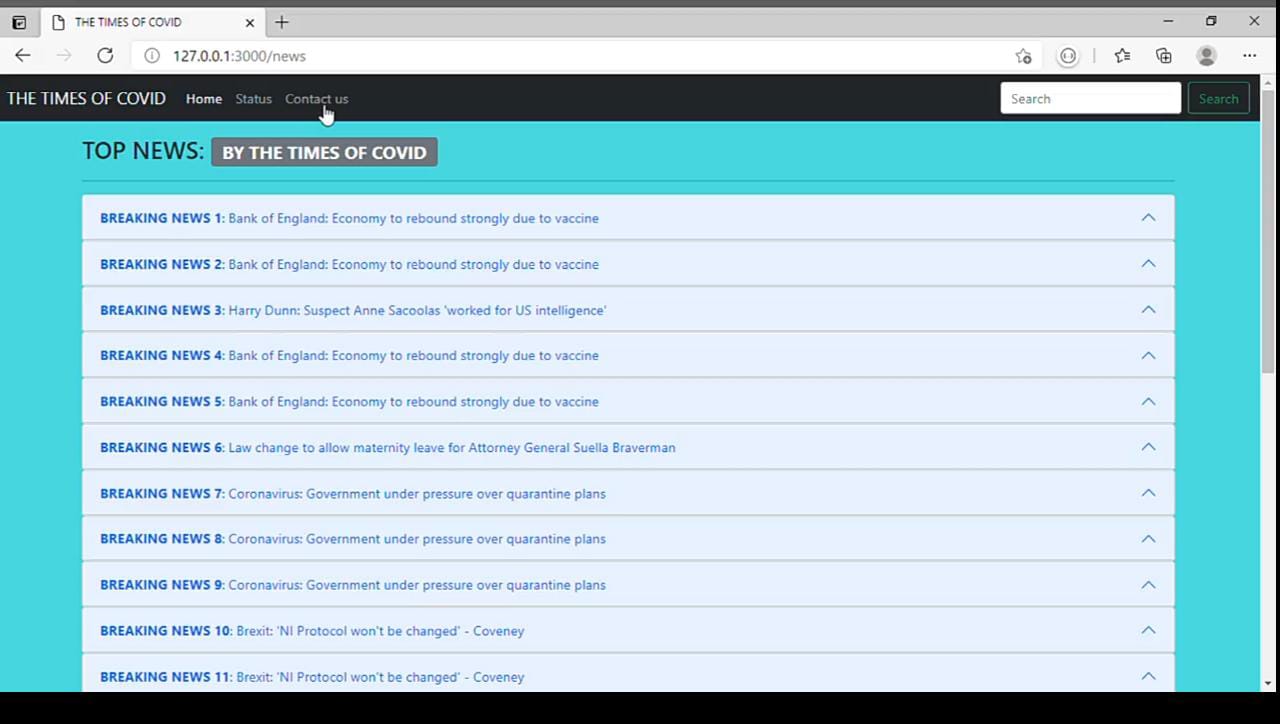 THE TIMES OF COVID
127.0.0.1:3000/news
THE TIMES OF COVID Home Status Contact us Search Search
TOP NEWS: BY THE TIMES OF COVID
BREAKING NEWS 1: Bank of England: Economy to rebound strongly due to vaccine
BREAKING NEWS 2: Bank of England: Economy to rebound strongly due to vaccine
BREAKING NEWS 3: Harry Dunn: Suspect Anne Sacoolas 'worked for US intelligence'
BREAKING NEWS 4: Bank of England: Economy to rebound strongly due to vaccine
BREAKING NEWS 5: Bank of England: Economy to rebound strongly due to vaccine
BREAKING NEWS 6: Law change to allow maternity leave for Attorney General Suella Braverman
BREAKING NEWS 7: Coronavirus: Government under pressure over quarantine plans
BREAKING NEWS 8: Coronavirus: Government under pressure over quarantine plans
BREAKING NEWS 9: Coronavirus: Government under pressure over quarantine plans
BREAKING NEWS 10: Brexit: 'NI Protocol won't be changed' - Coveney
BREAKING NEWS 11: Brexit: 'NI Protocol won't be changed' - Coveney